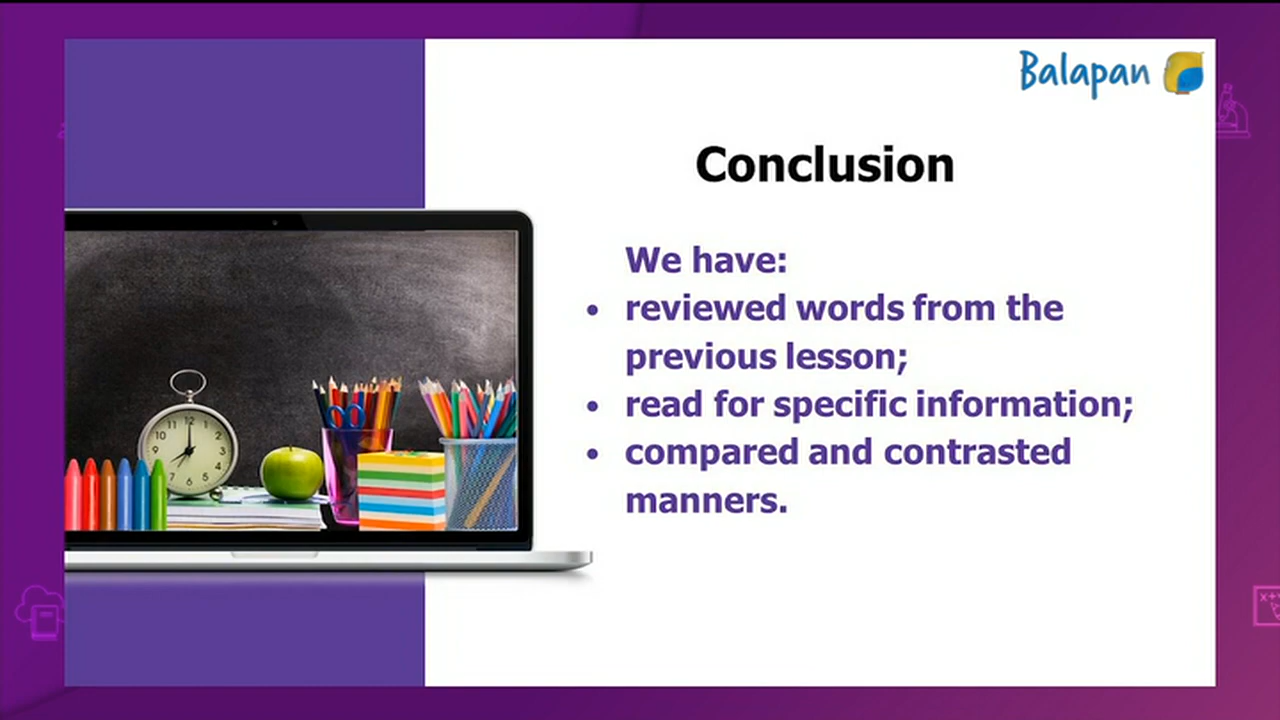 Balapan
Conclusion
We have:
• reviewed words from the
previous lesson;
• read for specific information;
• compared and contrasted
manners.